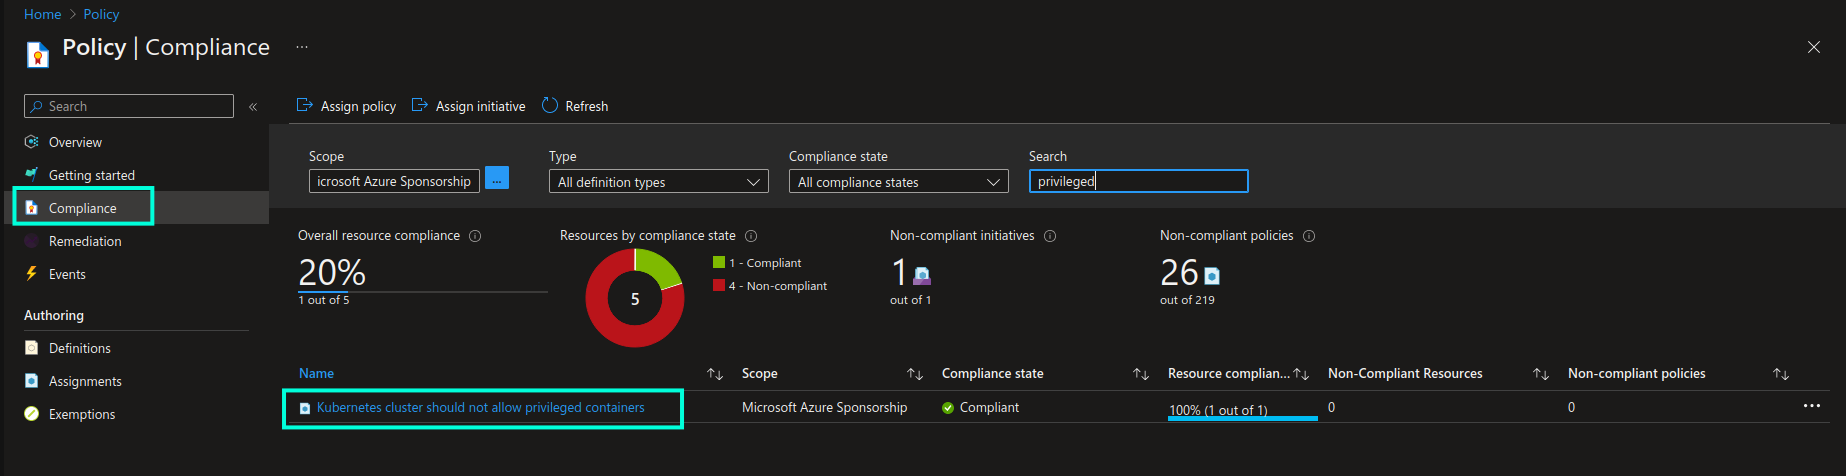 Home > Policy
Policy | Compliance ...
Search «
Overview
Getting started
Compliance
Remediation
Events
Authoring
Definitions
Assignments
Exemptions
Assign policy Assign initiative Refresh
Scope Type Compliance state Search
icrosoft Azure Sponsorship ... All definition types All compliance states privileged
Overall resource compliance
20%
1 out of 5
Resources by compliance state
5
1 - Compliant
4 - Non-compliant
Non-compliant initiatives
1
out of 1
Non-compliant policies
26
out of 219
Name Scope Compliance state Resource complian... Non-Compliant Resources Non-compliant policies
Kubernetes cluster should not allow privileged containers Microsoft Azure Sponsorship Compliant 100% (1 out of 1) 0 0 ...